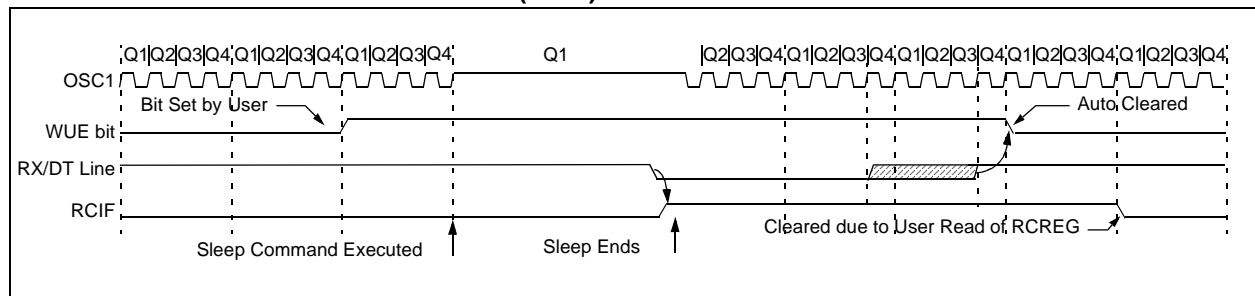 Q1 Q2 Q3 Q4 Q1 Q2 Q3 Q4 Q1 Q2 Q3 Q4 Q1 Q2 Q3 Q4 Q1 Q2 Q3 Q4 Q1 Q2 Q3 Q4 Q1 Q2 Q3 Q4 Q1 Q2 Q3 Q4
OSC1
Bit Set by User
Auto Cleared
WUE bit
RX/DT Line
RCIF
Cleared due to User Read of RCREG
Sleep Command Executed
Sleep Ends